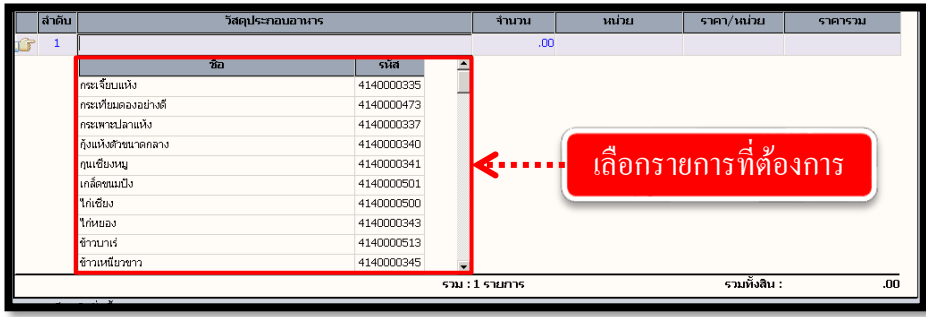 ลำดับ วัสดุประกอบอาหาร จำนวน หน่วย ราคา/หน่วย ราคารวม
1 .00
ชื่อ รหัส
กระเจี๊ยบแห้ง 4140000335
กระเทียมดองอย่างดี 4140000473
กระเพาะปลาแห้ง 4140000337
กุ้งแห้งตัวขนาดกลาง 4140000340
กุนเชียงหมู 4140000341
เกล็ดขนมปัง 4140000501
ไก่เชียง 4140000500
ไก่หยอง 4140000343
ข้าวบาเร่ 4140000513
ข้าวเหนียวขาว 4140000345
เลือกรายการที่ต้องการ
รวม : 1 รายการ รวมทั้งสิน : .00